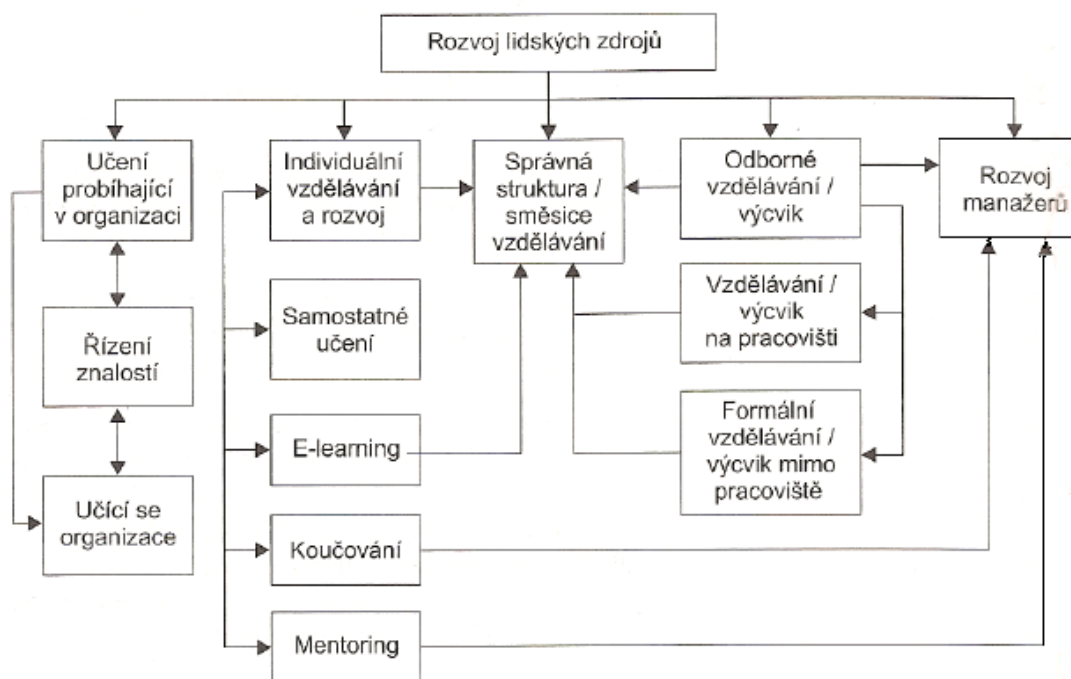 Rozvoj lidských zdrojů
Učení
probíhající
v organizaci
Individuální
vzdělávání
a rozvoj
Správná
struktura /
směsice
vzdělávání
Odborné
vzdělávání /
výcvik
Rozvoj
manažerů
Řízení
znalostí
Samostatné
učení
Vzdělávání /
výcvik
na pracovišti
E-learning
Formální
vzdělávání /
výcvik mimo
pracoviště
Učící se
organizace
Koučování
Mentoring